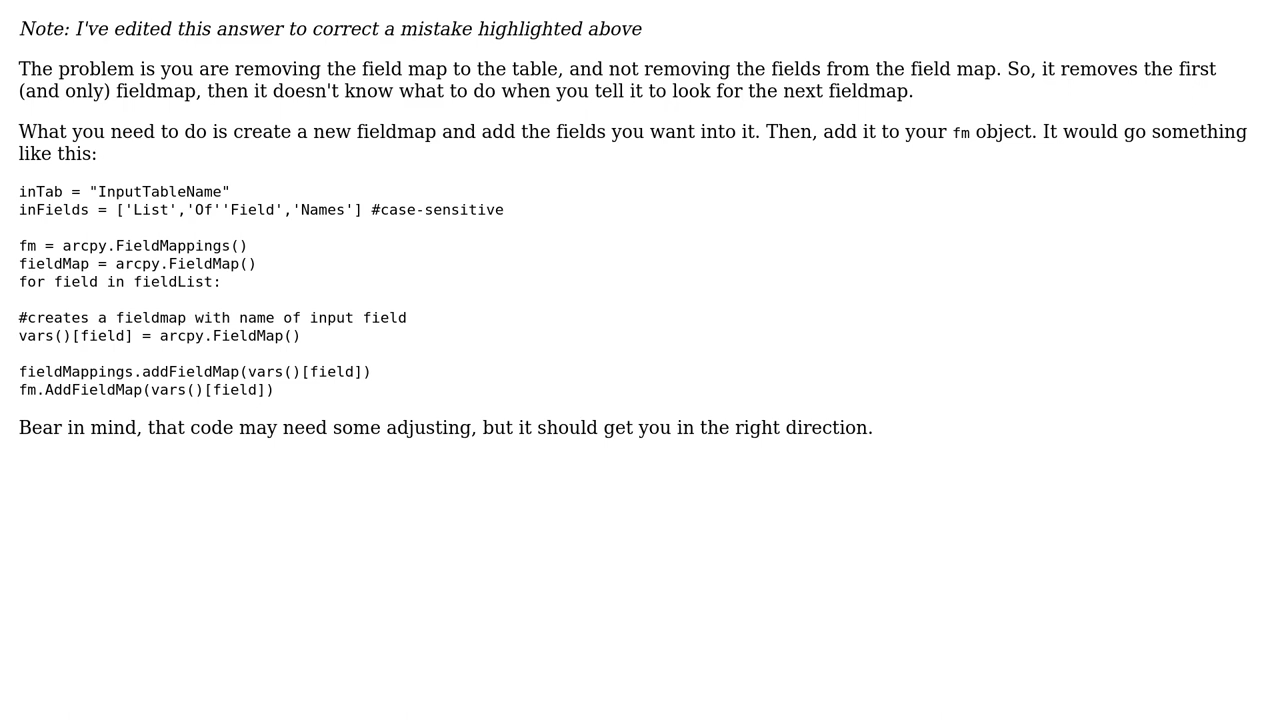 Note: I've edited this answer to correct a mistake highlighted above
The problem is you are removing the field map to the table, and not removing the fields from the field map. So, it removes the first
(and only) fieldmap, then it doesn't know what to do when you tell it to look for the next fieldmap.
What you need to do is create a new fieldmap and add the fields you want into it. Then, add it to your fm object. It would go something
like this:
inTab = "InputTableName"
inFields = ['List','Of''Field','Names'] #case-sensitive
fm = arcpy.FieldMappings()
fieldMap = arcpy.FieldMap()
for field in fieldList:
#creates a fieldmap with name of input field
vars()[field] = arcpy.FieldMap()
fieldMappings.addFieldMap(vars()[field])
fm.AddFieldMap(vars()[field])
Bear in mind, that code may need some adjusting, but it should get you in the right direction.